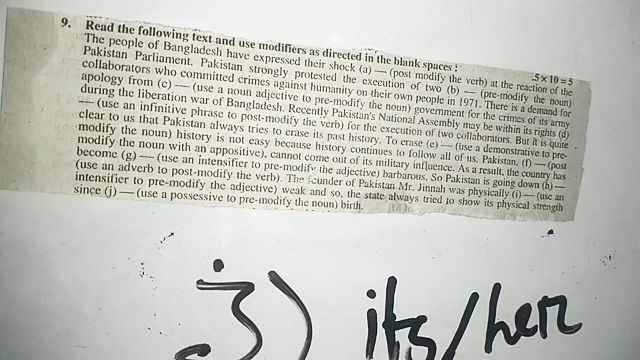 9. Read the following text and use modifiers as directed in the blank spaces : .5×10=5
The people of Bangladesh have expressed their shock (a) — (post modify the verb) at the reaction of the
Pakistan Parliament. Pakistan strongly protested the execution of two (b) — (pre-modify the noun)
collaborators who committed crimes against humanity on their own people in 1971. There is a demand for
apology from (c) — (use a noun adjective to pre-modify the noun) government for the crimes of its army
during the liberation war of Bangladesh. Recently Pakistan's National Assembly may be within its rights (d)
— (use an infinitive phrase to post-modify the verb) for the execution of two collaborators. But it is quite
clear to us that Pakistan always tries to erase its past history. To erase (e) — (use a demonstrative to pre-
modify the noun) history is not easy because history continues to follow all of us. Pakistan, (f) — (post
modify the noun with an appositive), cannot come out of its military influence. As a result, the country has
become (g) — (use an intensifier to pre-modify the adjective) barbarous. So Pakistan is going down (h) —
(use an adverb to post-modify the verb). The founder of Pakistan Mr. Jinnah was physically (i) — (use an
intensifier to pre-modify the adjective) weak and so, the state always tried to show its physical strength
since (j) — (use a possessive to pre-modify the noun) birth.
j) its/her